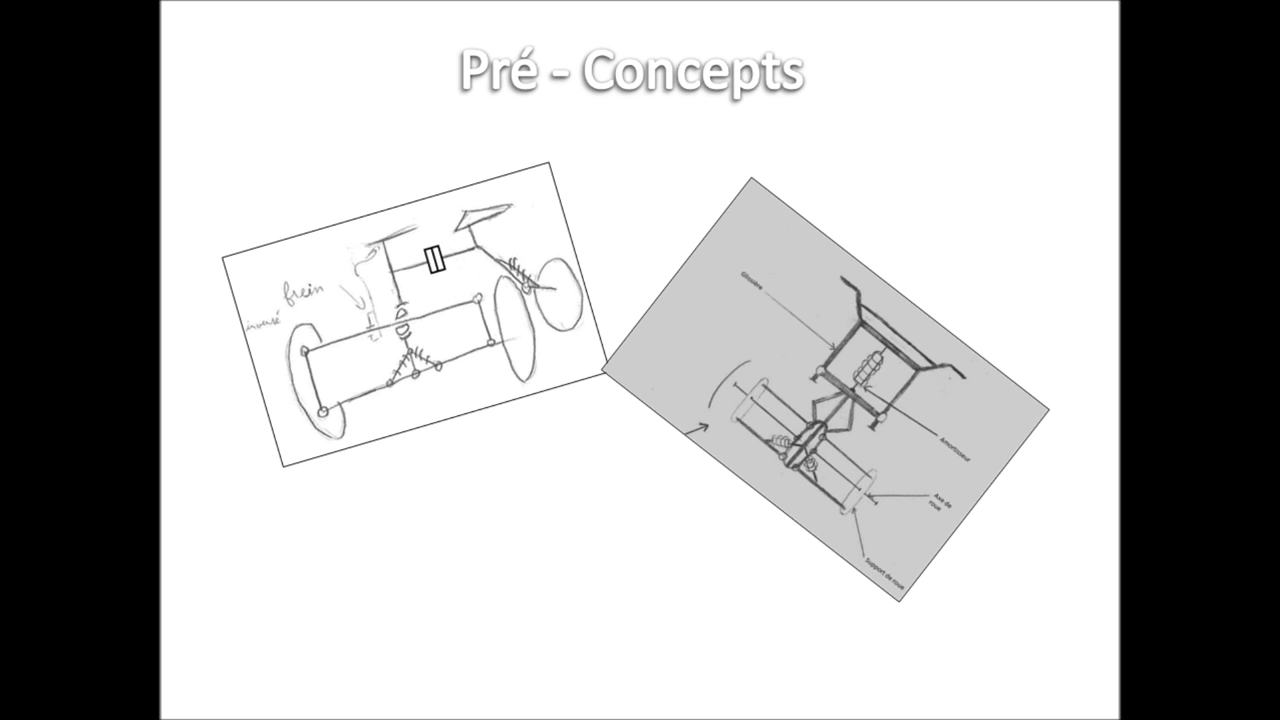 Pré - Concepts
frein
inversé
Glissière
Amortisseur
Axe de
roue
Support de roue